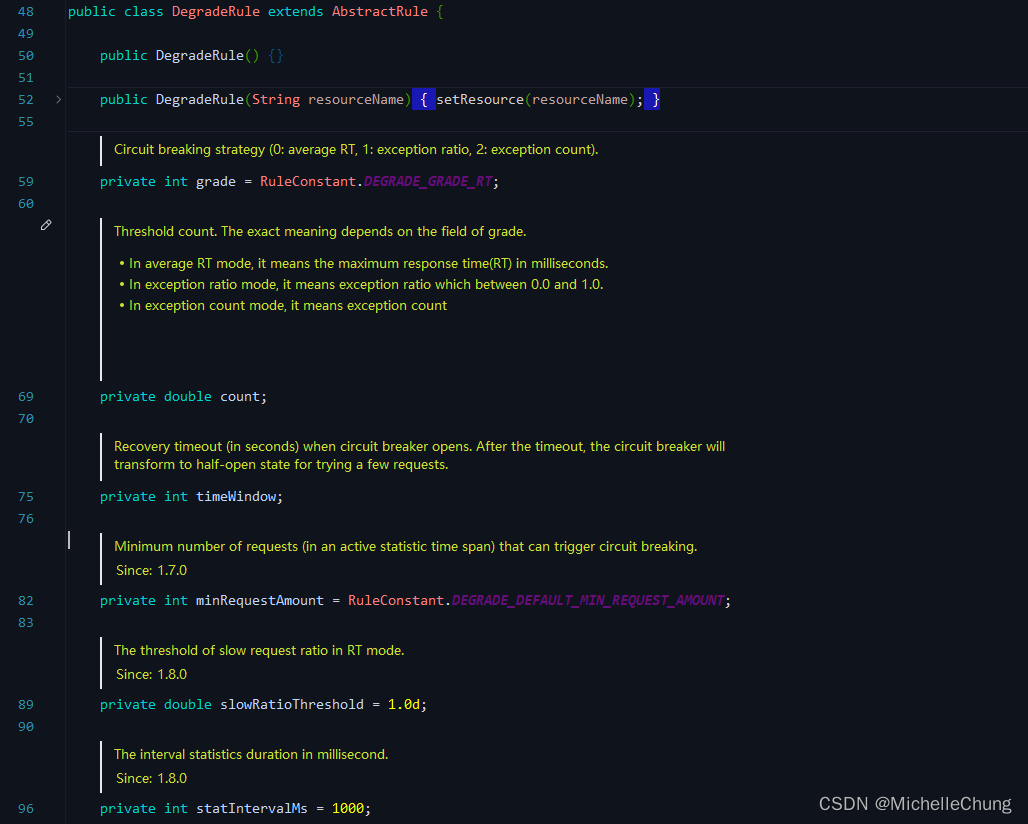 48 public class DegradeRule extends AbstractRule {
49
50 public DegradeRule() {}
51
52 public DegradeRule(String resourceName) { setResource(resourceName); }
55
Circuit breaking strategy (0: average RT, 1: exception ratio, 2: exception count).
59 private int grade = RuleConstant.DEGRADE_GRADE_RT;
60
Threshold count. The exact meaning depends on the field of grade.
• In average RT mode, it means the maximum response time(RT) in milliseconds.
• In exception ratio mode, it means exception ratio which between 0.0 and 1.0.
• In exception count mode, it means exception count
69 private double count;
70
Recovery timeout (in seconds) when circuit breaker opens. After the timeout, the circuit breaker will
transform to half-open state for trying a few requests.
75 private int timeWindow;
76
Minimum number of requests (in an active statistic time span) that can trigger circuit breaking.
Since: 1.7.0
82 private int minRequestAmount = RuleConstant.DEGRADE_DEFAULT_MIN_REQUEST_AMOUNT;
83
The threshold of slow request ratio in RT mode.
Since: 1.8.0
89 private double slowRatioThreshold = 1.0d;
90
The interval statistics duration in millisecond.
Since: 1.8.0
96 private int statIntervalMs = 1000;
CSDN @MichelleChung